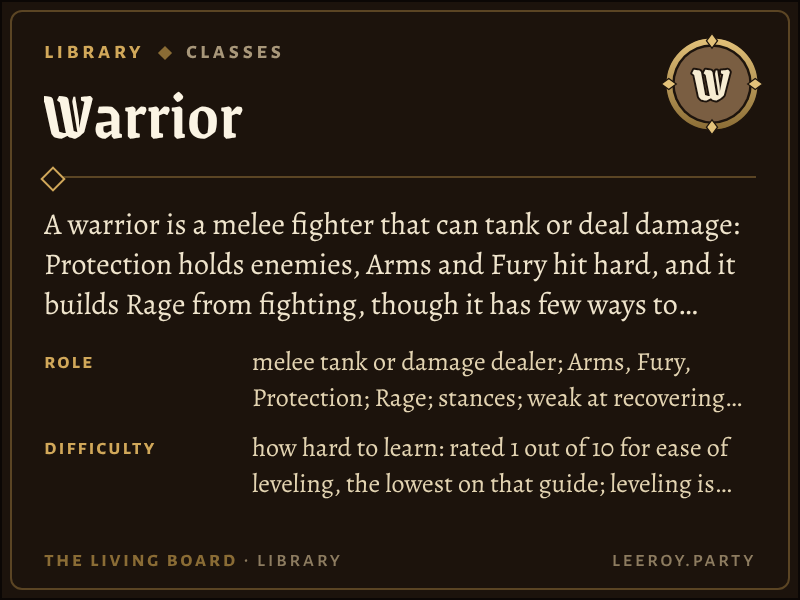 LIBRARY ◆ CLASSES
W
Warrior
A warrior is a melee fighter that can tank or deal damage:
Protection holds enemies, Arms and Fury hit hard, and it
builds Rage from fighting, though it has few ways to...
ROLE
melee tank or damage dealer; Arms, Fury,
Protection; Rage; stances; weak at recovering...
DIFFICULTY
how hard to learn: rated 1 out of 10 for ease of
leveling, the lowest on that guide; leveling is...
THE LIVING BOARD · LIBRARY
LEEROY.PARTY